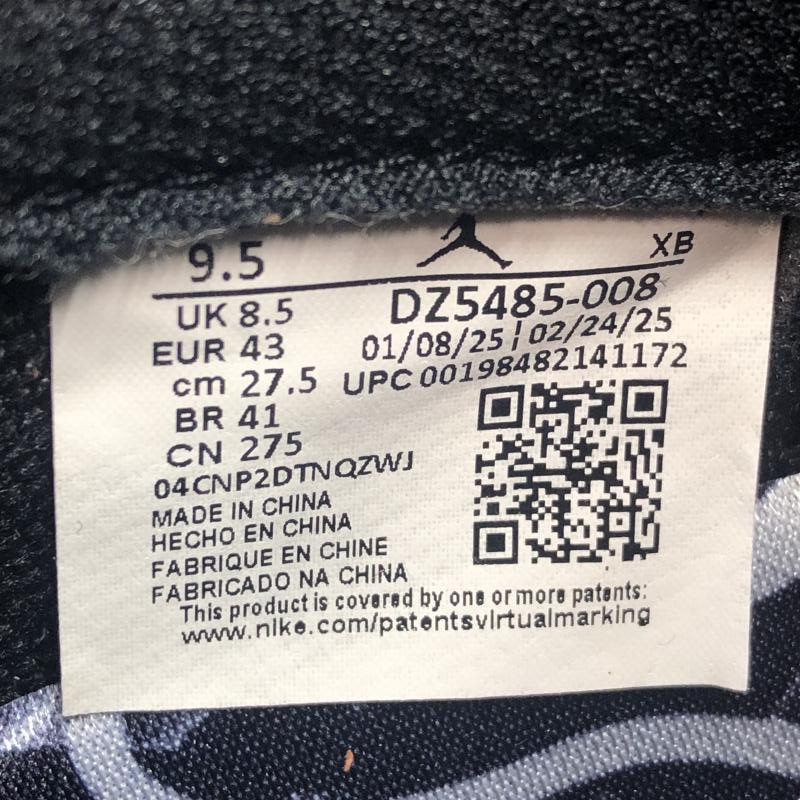 9.5
XB
UK 8.5
EUR 43
cm 27.5
BR 41
CN 275
DZ5485-008
01/08/25 | 02/24/25
UPC 00198482141172
04CNP2DTNQZWJ
MADE IN CHINA
HECHO EN CHINA
FABRIQUE EN CHINE
FABRICADO NA CHINA
This product is covered by one or more patents:
www.nike.com/patentsvirtualmarking